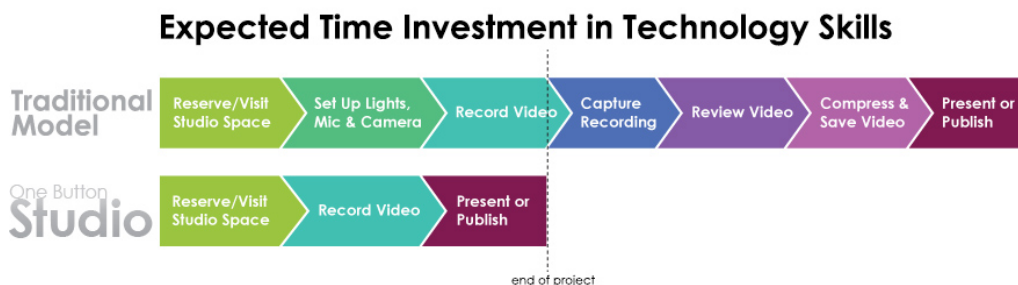 Expected Time Investment in Technology Skills
Traditional
Model
Reserve/Visit
Studio Space
Set Up Lights,
Mic & Camera
Record Video
Capture
Recording
Review Video
Compress &
Save Video
Present or
Publish
One Button
Studio
Reserve/Visit
Studio Space
Record Video
Present or
Publish
end of project